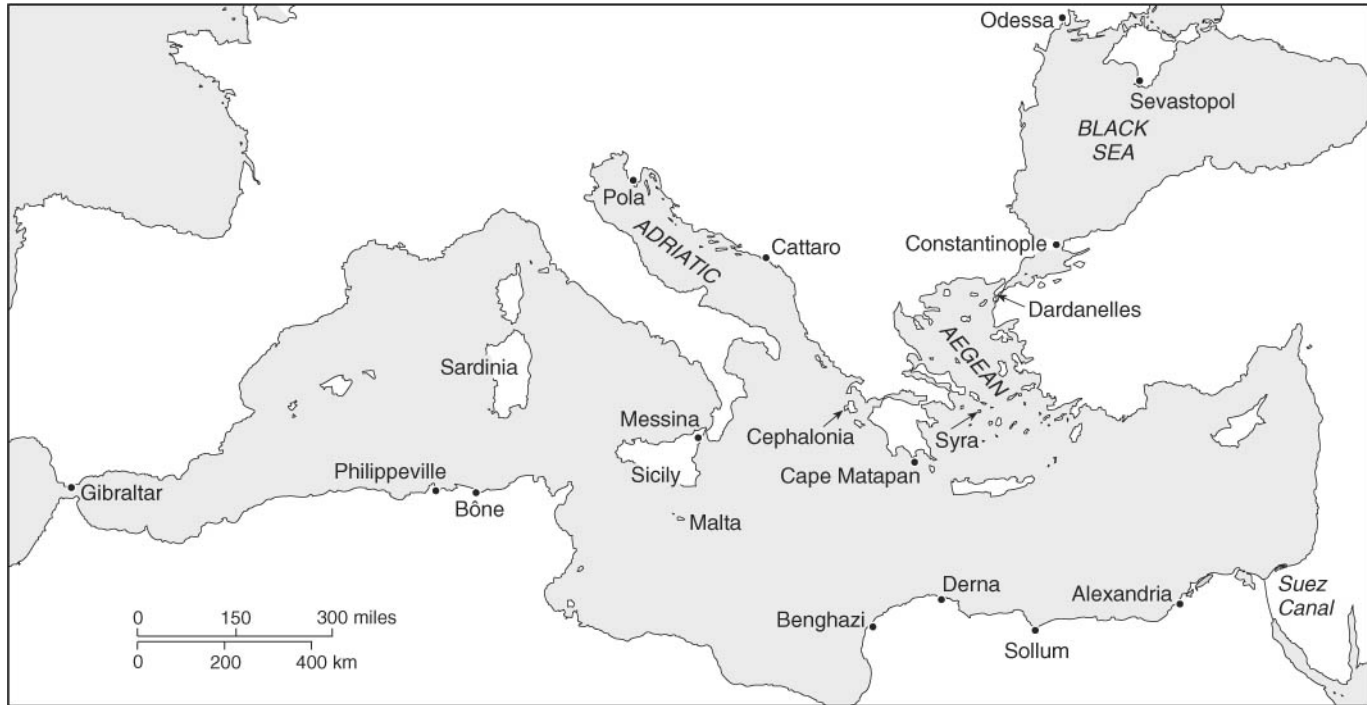 Odessa
Sevastopol
BLACK
SEA
Pola
ADRIATIC
Cattaro
Constantinople
Dardanelles
AEGEAN
Sardinia
Messina
Cephalonia
Syra
Philippeville
Sicily
Cape Matapan
Gibraltar
Bône
Malta
Derna
Alexandria
Suez
Canal
Benghazi
Sollum
0 150 300 miles
0 200 400 km